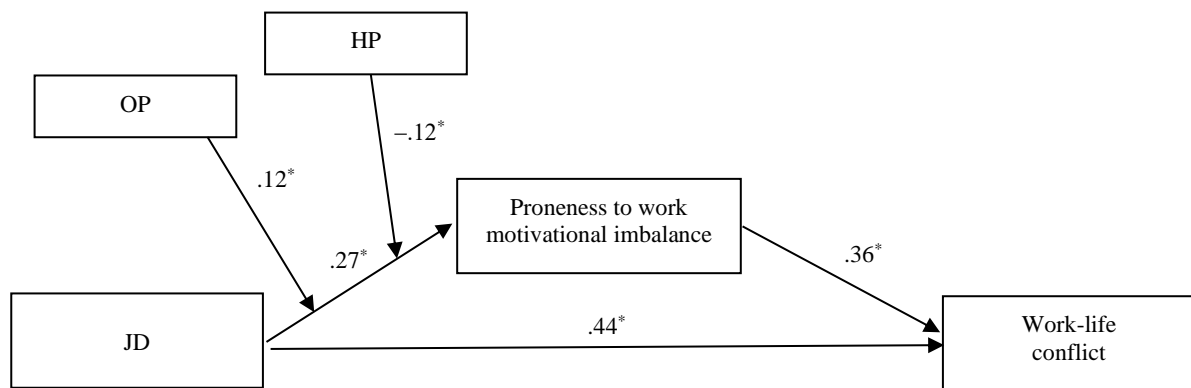 HP
OP
–.12*
.12*
Proneness to work
motivational imbalance
.27*
.36*
JD
.44*
Work-life
conflict